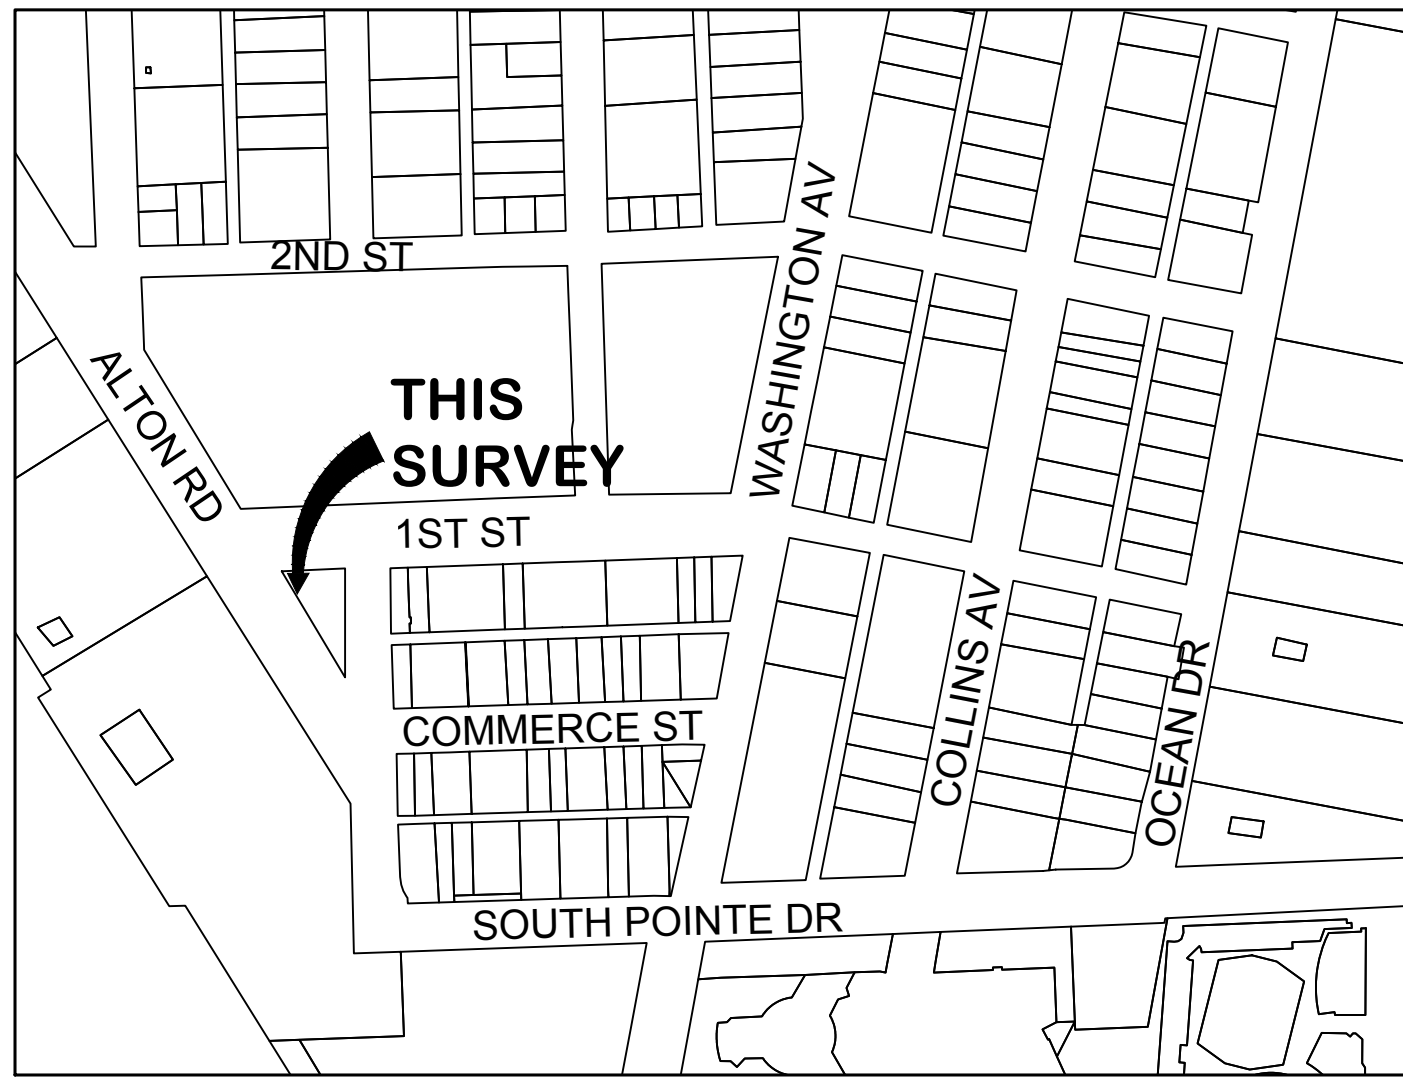 2ND ST
WASHINGTON AV
ALTON RD
THIS
SURVEY
1ST ST
COLLINS AV
OCEAN DR
COMMERCE ST
SOUTH POINTE DR